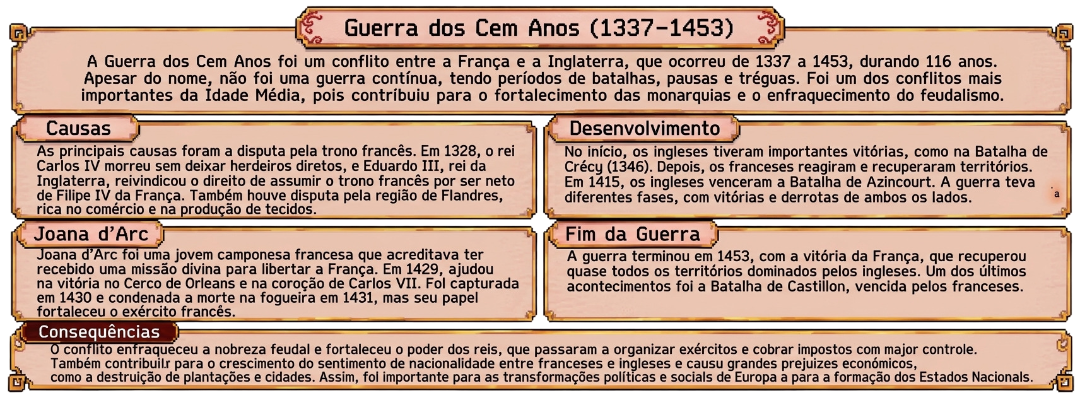 Guerra dos Cem Anos (1337-1453)
A Guerra dos Cem Anos foi um conflito entre a França e a Inglaterra, que ocorreu de 1337 a 1453, durando 116 anos.
Apesar do nome, não foi uma guerra contínua, tendo períodos de batalhas, pausas e tréguas. Foi um dos conflitos mais
importantes da Idade Média, pois contríbuiu para o fortalecimento das monarquias e o enfraquecimento do feudalismo.
Causas
As principais causas foram a disputa pela trono francês. Em 1328, o rei
Carlos IV morreu sem deixar herdeiros diretos, e Eduardo III, rei da
Inglaterra, reivindicou o direito de assumir o trono francês por ser neto
de Filipe IV da França. Também houve disputa pela região de Flandres,
rica no comércio e na produção de tecidos.
Desenvolvimento
No início, os ingleses tiveram importantes vitórias, como na Batalha de
Crécy (1346). Depois, os franceses reagiram e recuperaram territórios.
Em 1415, os ingleses venceram a Batalha de Azincourt. A guerra teva
diferentes fases, com vitórias e derrotas de ambos os lados.
a
Joana d'Arc
Joana d'Arc foi uma jovem camponesa francesa que acreditava ter
recebido uma missão divina para libertar a França. Em 1429, ajudou
na vitória no Cerco de Orleans e na coroção de Carlos VII. Fol capturada
em 1430 e condenada a morte na fogueira em 1431, mas seu papel
fortaleceu o exército francês.
Fim da Guerra
A guerra terminou em 1453, com a vitória da França, que recuperou
quase todos os territórios dominados pelos ingleses. Um dos últimos
acontecimentos foi a Batalha de Castillon, vencida pelos franceses.
Consequências
O conflito enfraqueceu a nobreza feudal e fortaleceu o poder dos reis, que passaram a organizar exércitos e cobrar impostos com major controle.
Também contribuiļr para o crescimento do sentimento de nacionalidade entre franceses e ingleses e causu grandes prejuizes económicos,
como a destruição de plantações e cidades. Assim, fol importante para as transformações políticas e socials de Europa a para a formação dos Estados Nacionals.